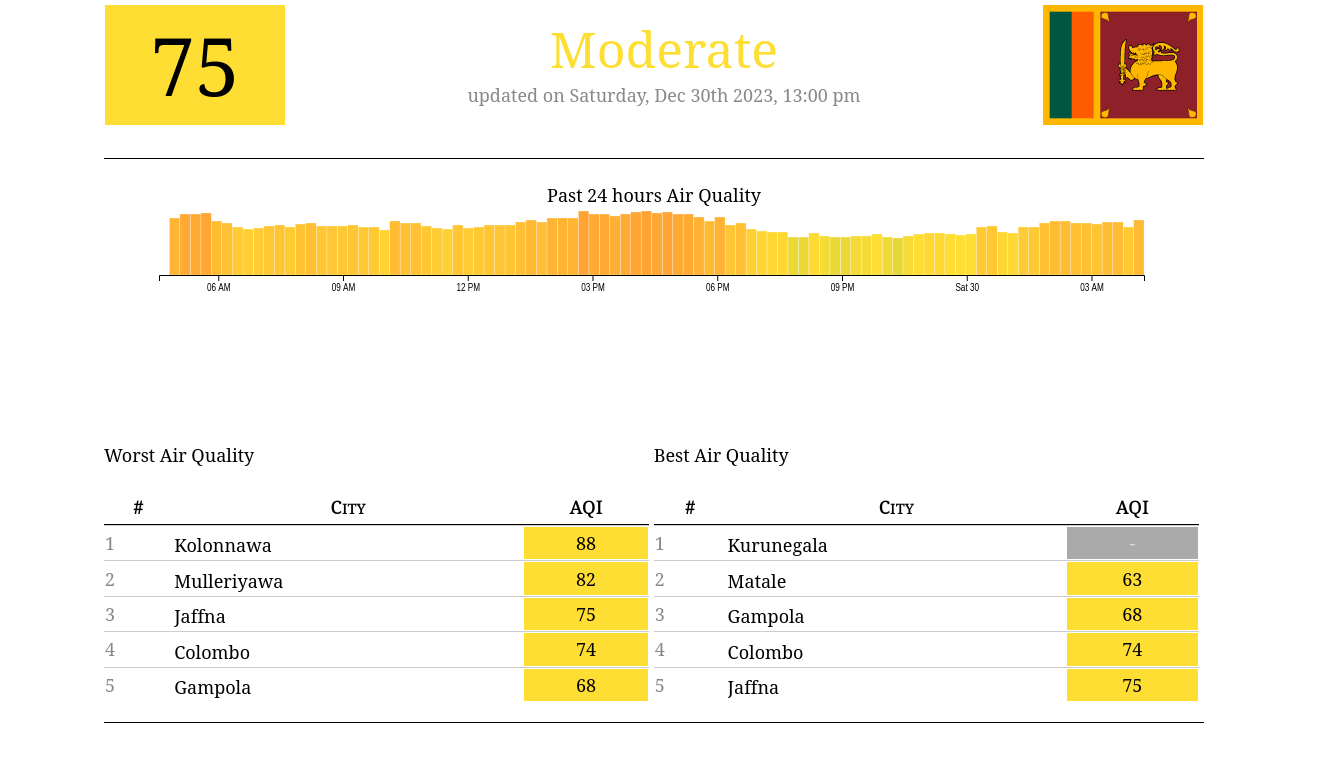 75
Moderate
updated on Saturday, Dec 30th 2023, 13:00 pm
Past 24 hours Air Quality
06 AM 09 AM 12 PM 03 PM 06 PM 09 PM Sat 30 03 AM
Worst Air Quality
# City AQI
1 Kolonnawa 88
2 Mulleriyawa 82
3 Jaffna 75
4 Colombo 74
5 Gampola 68
Best Air Quality
# City AQI
1 Kurunegala -
2 Matale 63
3 Gampola 68
4 Colombo 74
5 Jaffna 75